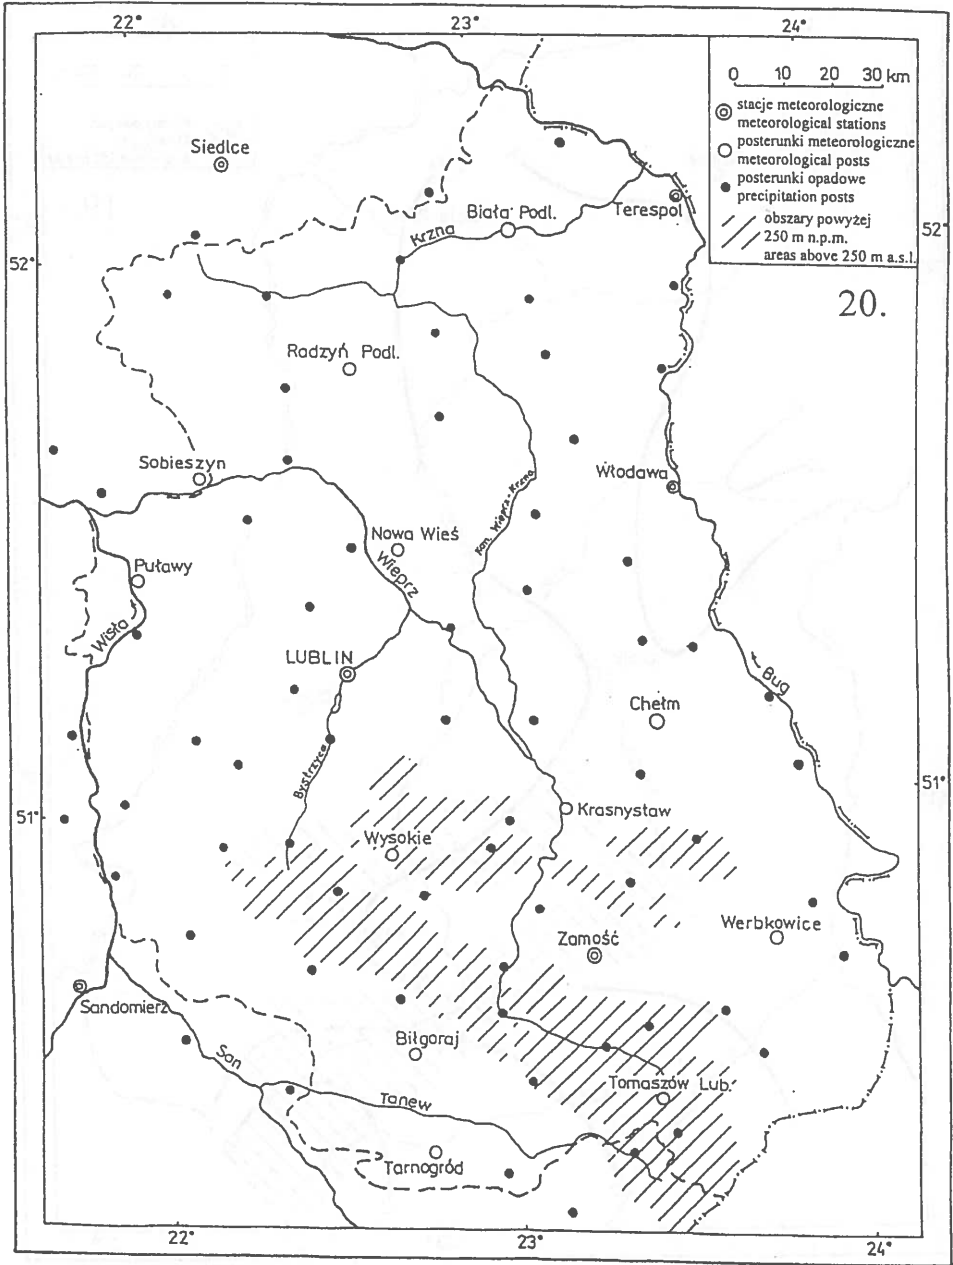 22° 23° 24°
0 10 20 30 km
stacje meteorologiczne
meteorological stations
posterunki meteorologiczne
meteorological posts
posterunki opadowe
precipitation posts
obszary powyżej
250 m n.p.m.
areas above 250 m a.s.l.
20.
Siedlce
Biała Podl.
Terespol
Krzna
52°
52°
Radzyń Podl.
Sobieszyn
Włodawa
Kan. Wieprz-Krzna
Nowa Wieś
Wieprz
Puławy
Wisła
LUBLIN
Bug
Chełm
Bystrzyca
51°
51°
Krasnystaw
Wysokie
Werbkowice
Zamość
Sandomierz
Biłgoraj
San
Tomaszów Lub.
Tanew
Tarnogród
22° 23° 24°